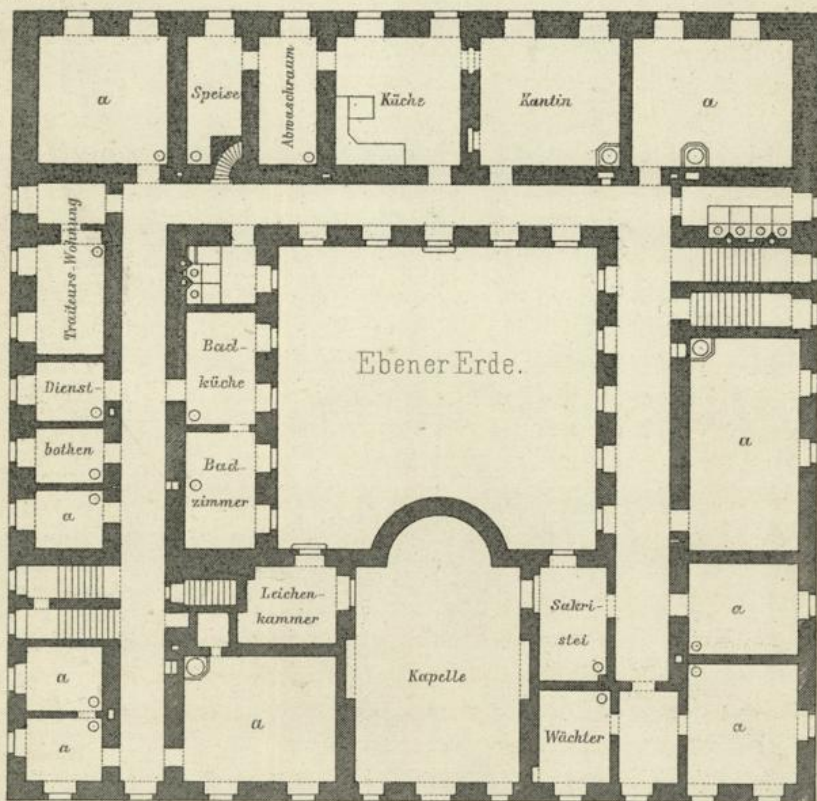 a
Speise
Abwaschraum
Küche
Kantin
a
Traiteurs-Wohnung
Ebener Erde.
Bad-
küche
Dienst-
bothen
a
Bad-
zimmer
a
Leichen-
kammer
Sakri-
stei
a
a
Kapelle
a
a
Wächter
a